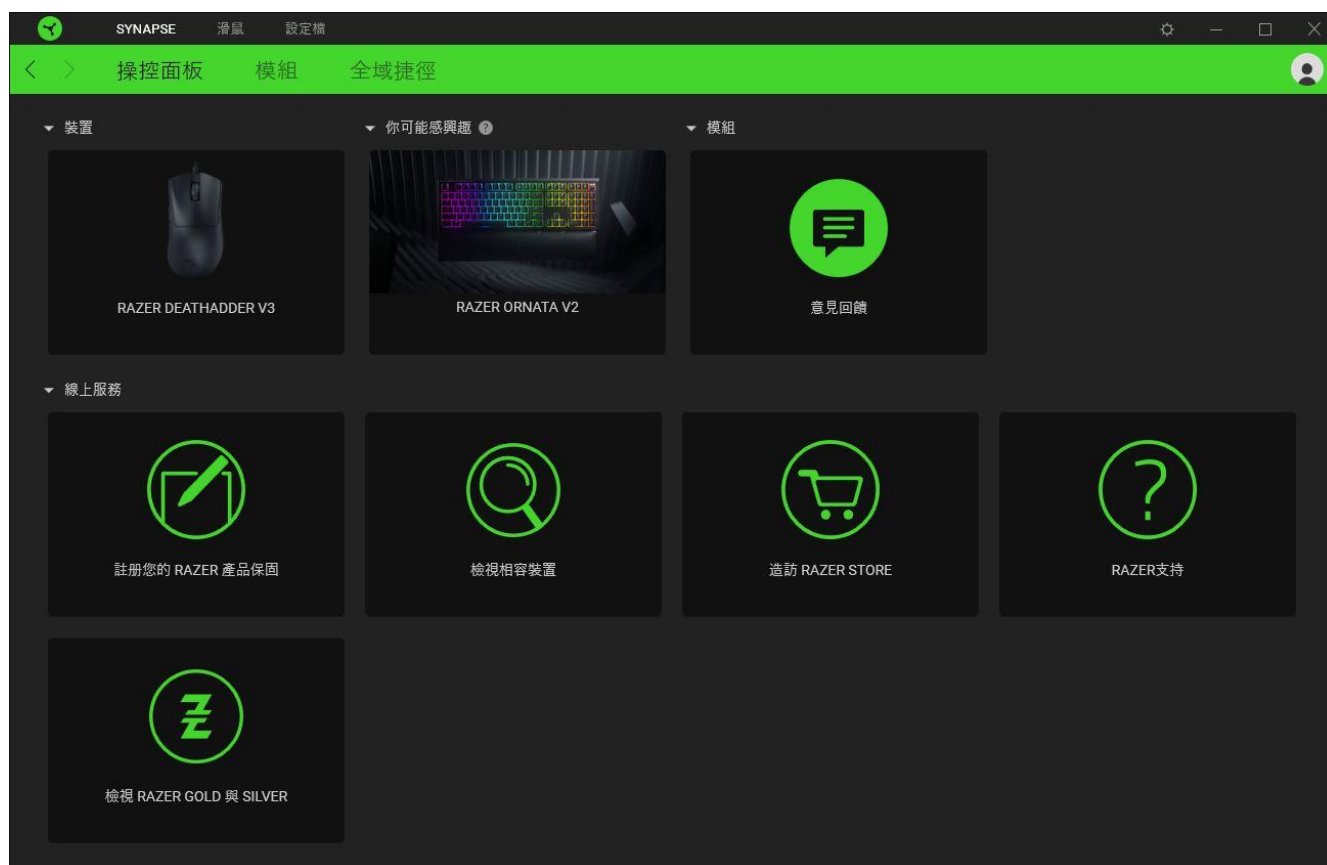 SYNAPSE 滑鼠 設定檔
操控面板 模組 全域捷徑
裝置
RAZER DEATHADDER V3
你可能感興趣 ?
RAZER ORNATA V2
模組
意見回饋
線上服務
註册您的 RAZER 產品保固
檢視相容裝置
造訪 RAZER STORE
RAZER支持
檢視 RAZER GOLD 與 SILVER